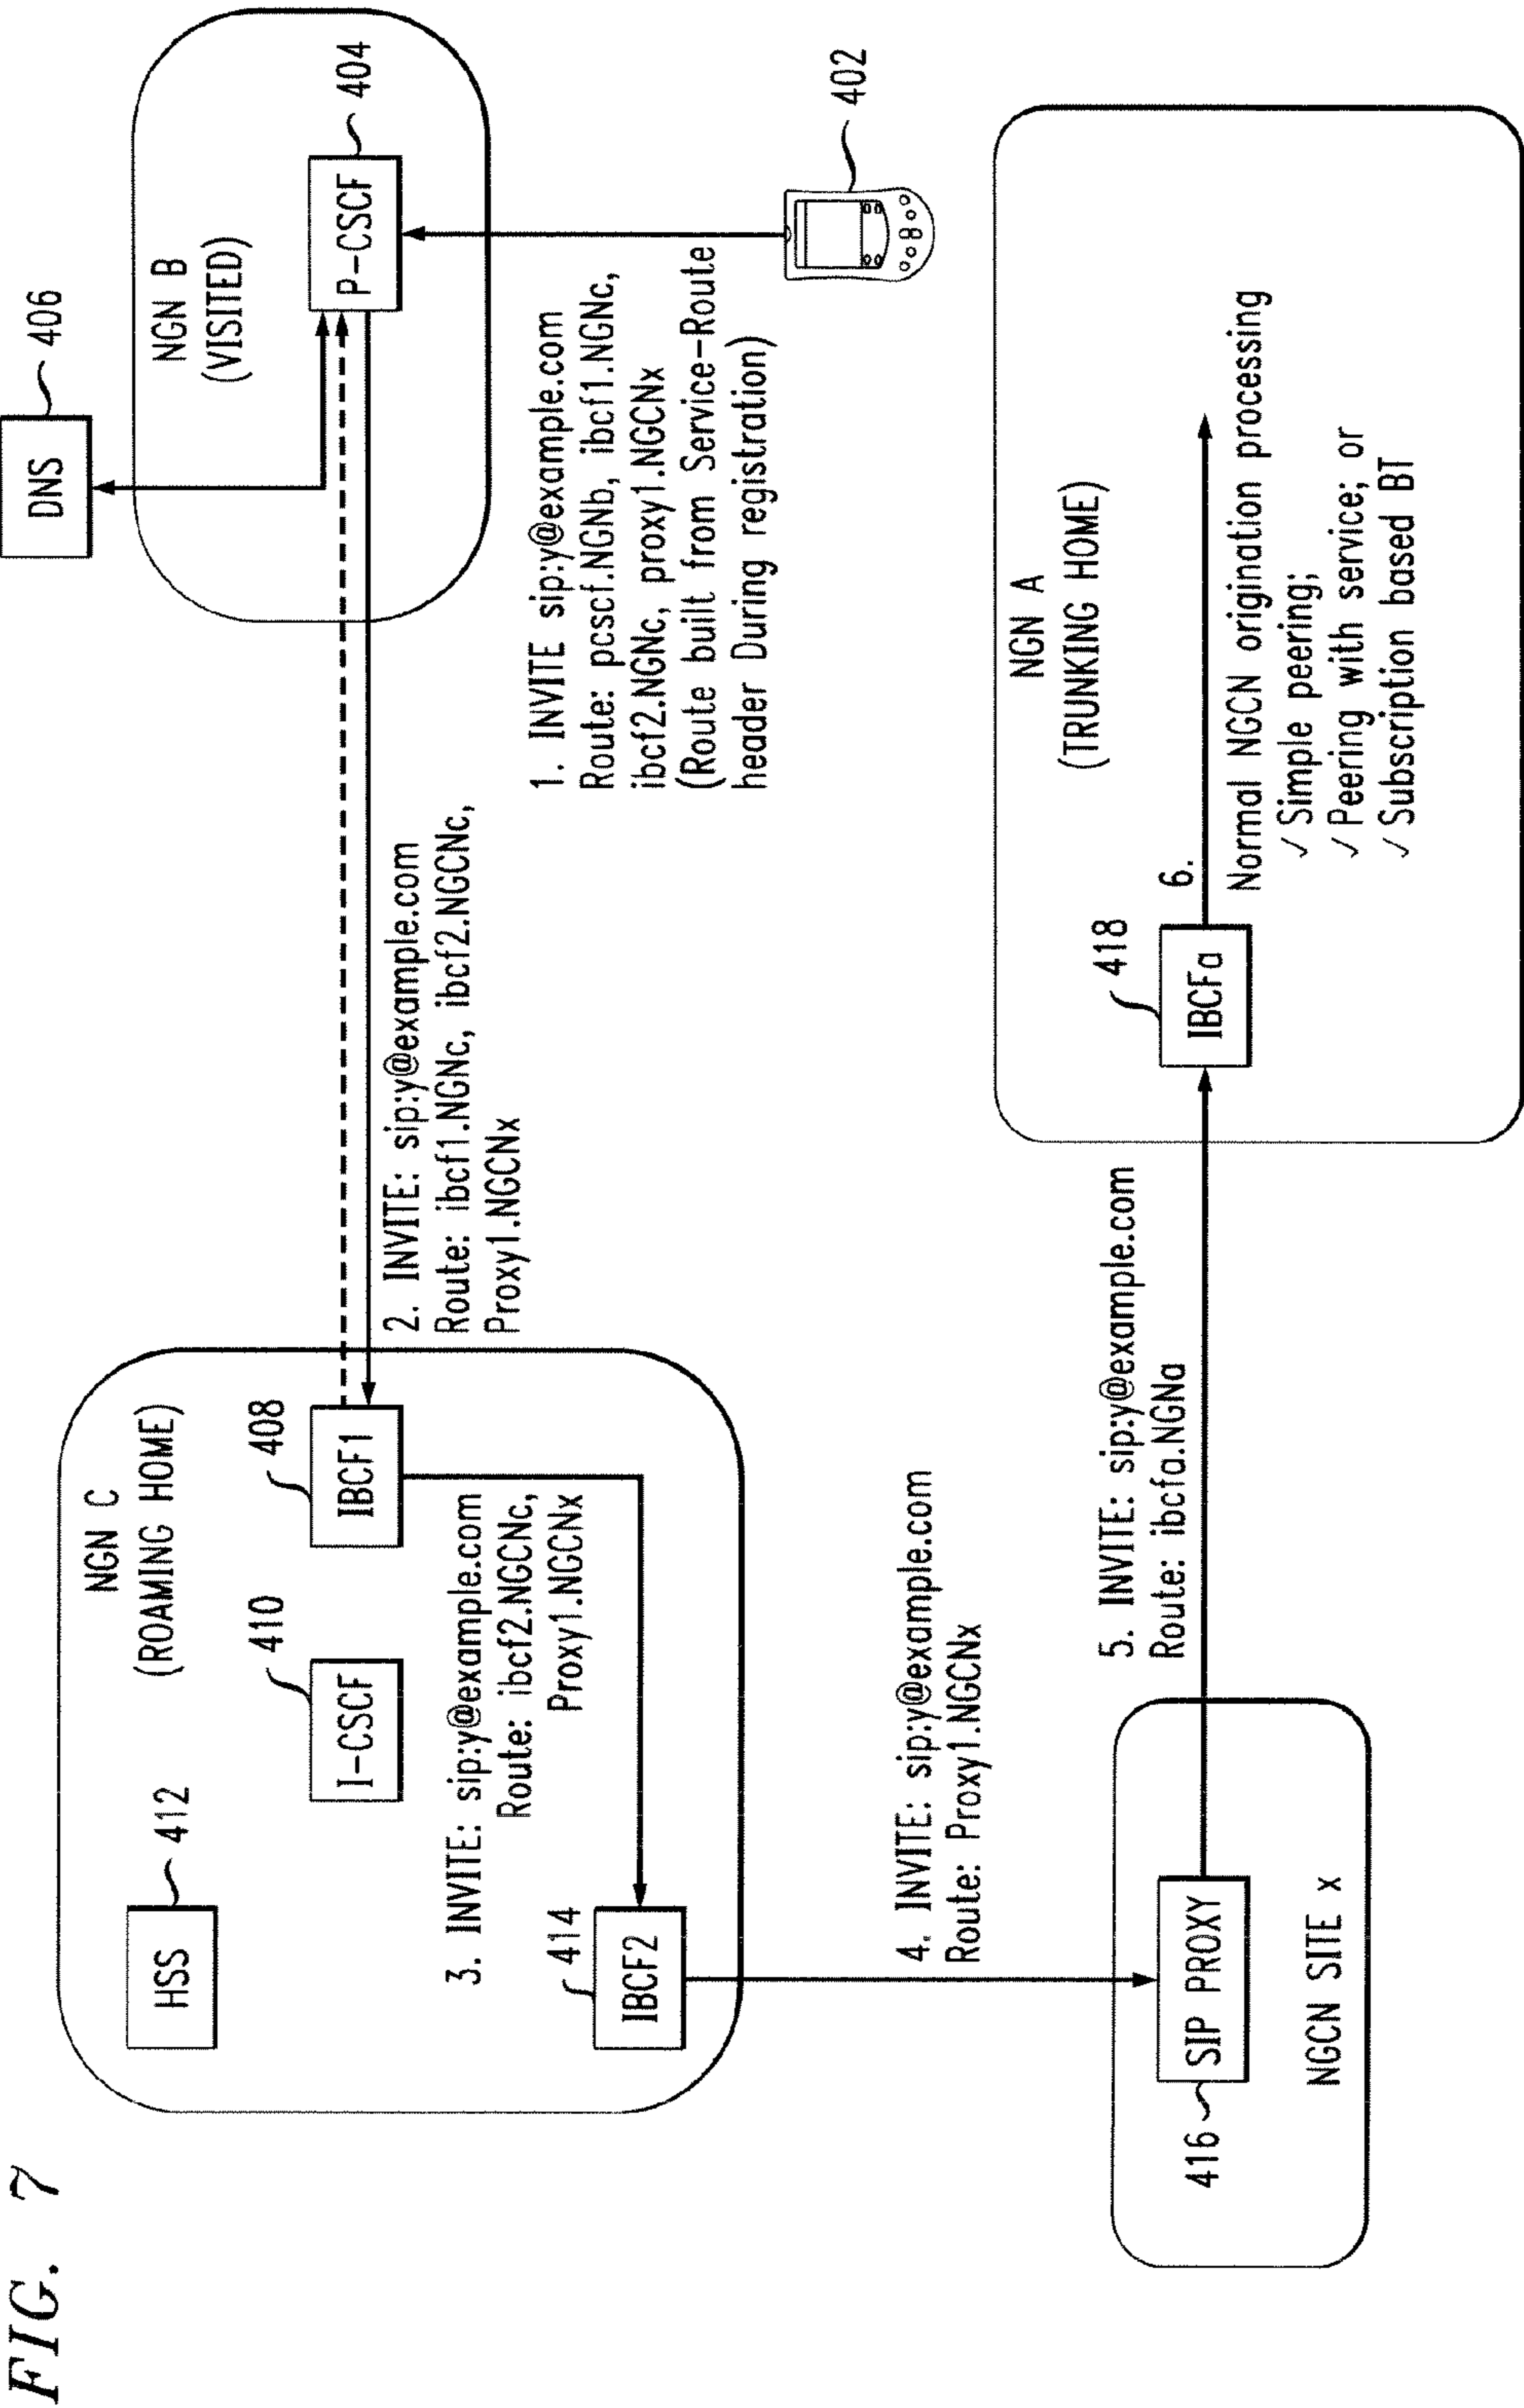 FIG. 7
NGN C
(ROAMING HOME)
HSS
412
I-CSCF
410
IBCF1
408
3. INVITE: sip:y@example.com
Route: ibcf2.NGCNc,
Proxy1.NGCNx
414
IBCF2
DNS
406
NGN B
(VISITED)
P-CSCF
404
402
1. INVITE sip:y@example.com
Route: pcscf.NGNb, ibcf1.NGNc,
ibcf2.NGNc, proxy1.NGCNx
(Route built from Service-Route
header During registration)
2. INVITE: sip:y@example.com
Route: ibcf1.NGNc, ibcf2.NGCNc,
Proxy1.NGCNx
4. INVITE: sip:y@example.com
Route: Proxy1.NGCNx
416
SIP PROXY
NGCN SITE x
5. INVITE: sip:y@example.com
Route: ibcfa.NGNa
NGN A
(TRUNKING HOME)
418
IBCFa
6.
Normal NGCN origination processing
✓ Simple peering;
✓ Peering with service; or
✓ Subscription based BT